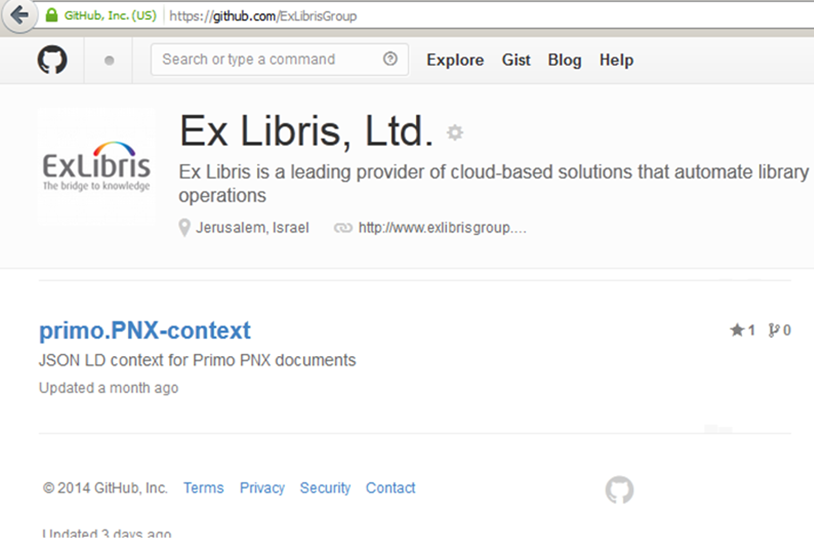 GitHub, Inc. (US) https://github.com/ExLibrisGroup
Search or type a command ? Explore Gist Blog Help
Ex Libris, Ltd.
ExLibris
The bridge to knowledge
Ex Libris is a leading provider of cloud-based solutions that automate library
operations
Jerusalem, Israel http://www.exlibrisgroup....
primo.PNX-context 1 0
JSON LD context for Primo PNX documents
Updated a month ago
© 2014 GitHub, Inc. Terms Privacy Security Contact
Updated 3 days ago